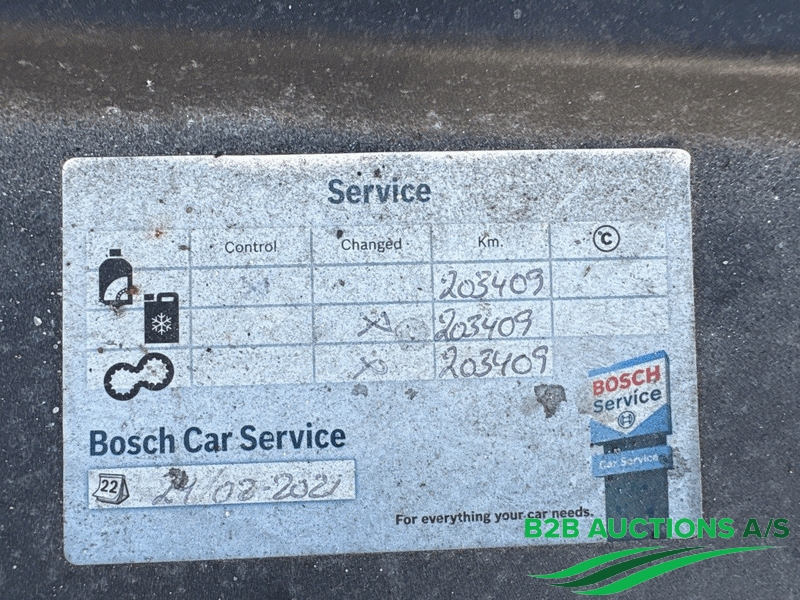 Service
Control Changed Km. C
203409
X 203409
X 203409
BOSCH
Service
Bosch Car Service
Car Service
22 24/08-2021
For everything your car needs.
B2B AUCTIONS A/S